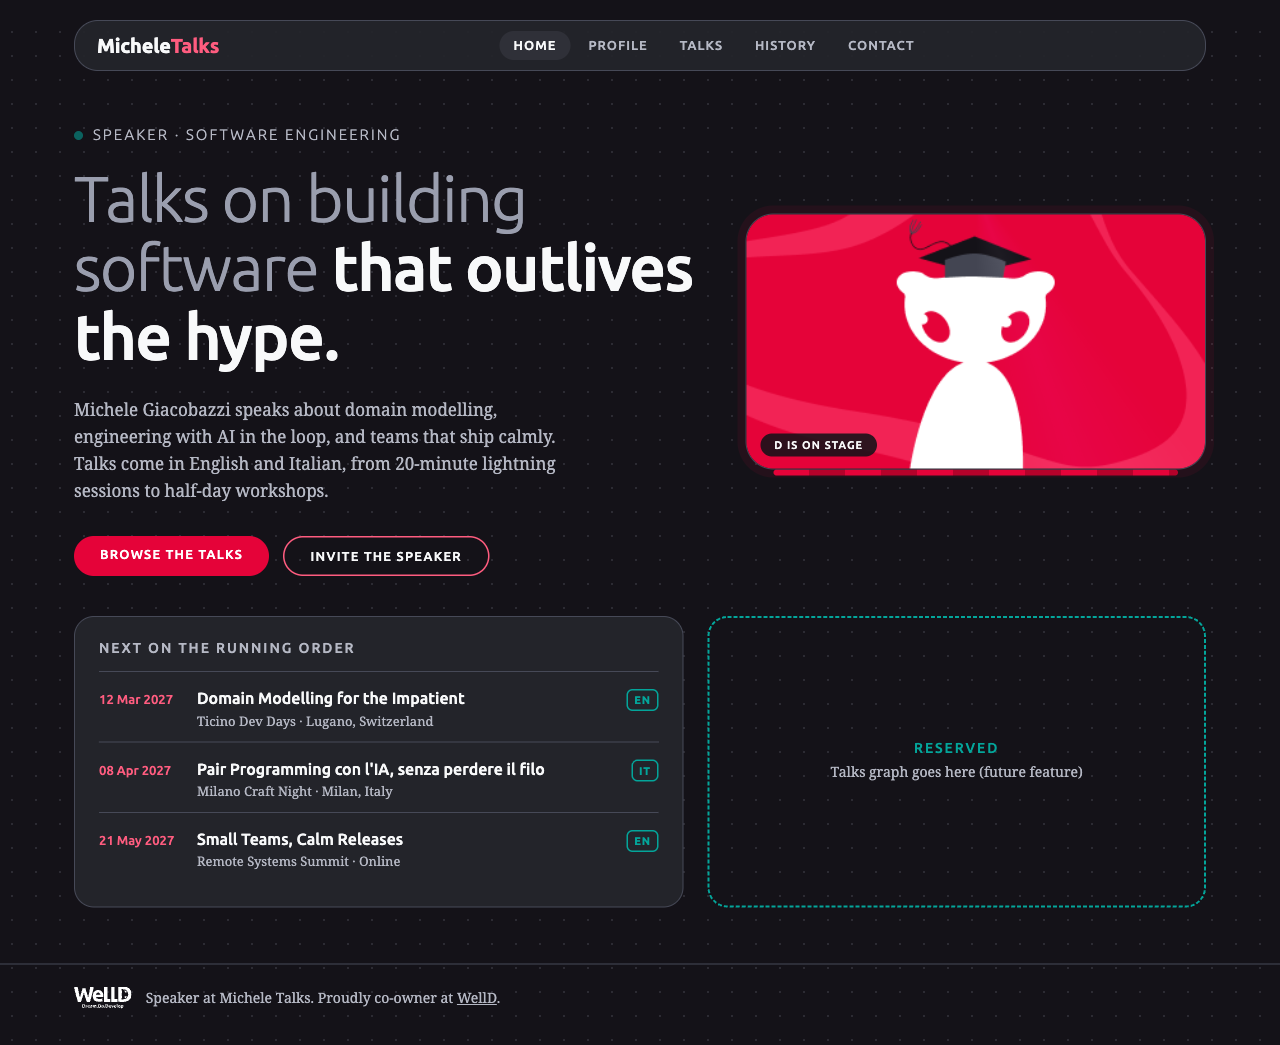 MicheleTalks
HOME PROFILE TALKS HISTORY CONTACT
SPEAKER · SOFTWARE ENGINEERING
Talks on building
software that outlives
the hype.
Michele Giacobazzi speaks about domain modelling,
engineering with AI in the loop, and teams that ship calmly.
Talks come in English and Italian, from 20-minute lightning
sessions to half-day workshops.
BROWSE THE TALKS
INVITE THE SPEAKER
D IS ON STAGE
NEXT ON THE RUNNING ORDER
12 Mar 2027 Domain Modelling for the Impatient EN
Ticino Dev Days · Lugano, Switzerland
08 Apr 2027 Pair Programming con l'IA, senza perdere il filo IT
Milano Craft Night · Milan, Italy
21 May 2027 Small Teams, Calm Releases EN
Remote Systems Summit · Online
RESERVED
Talks graph goes here (future feature)
WellD
Dream.Do.Develop
Speaker at Michele Talks. Proudly co-owner at WellD.